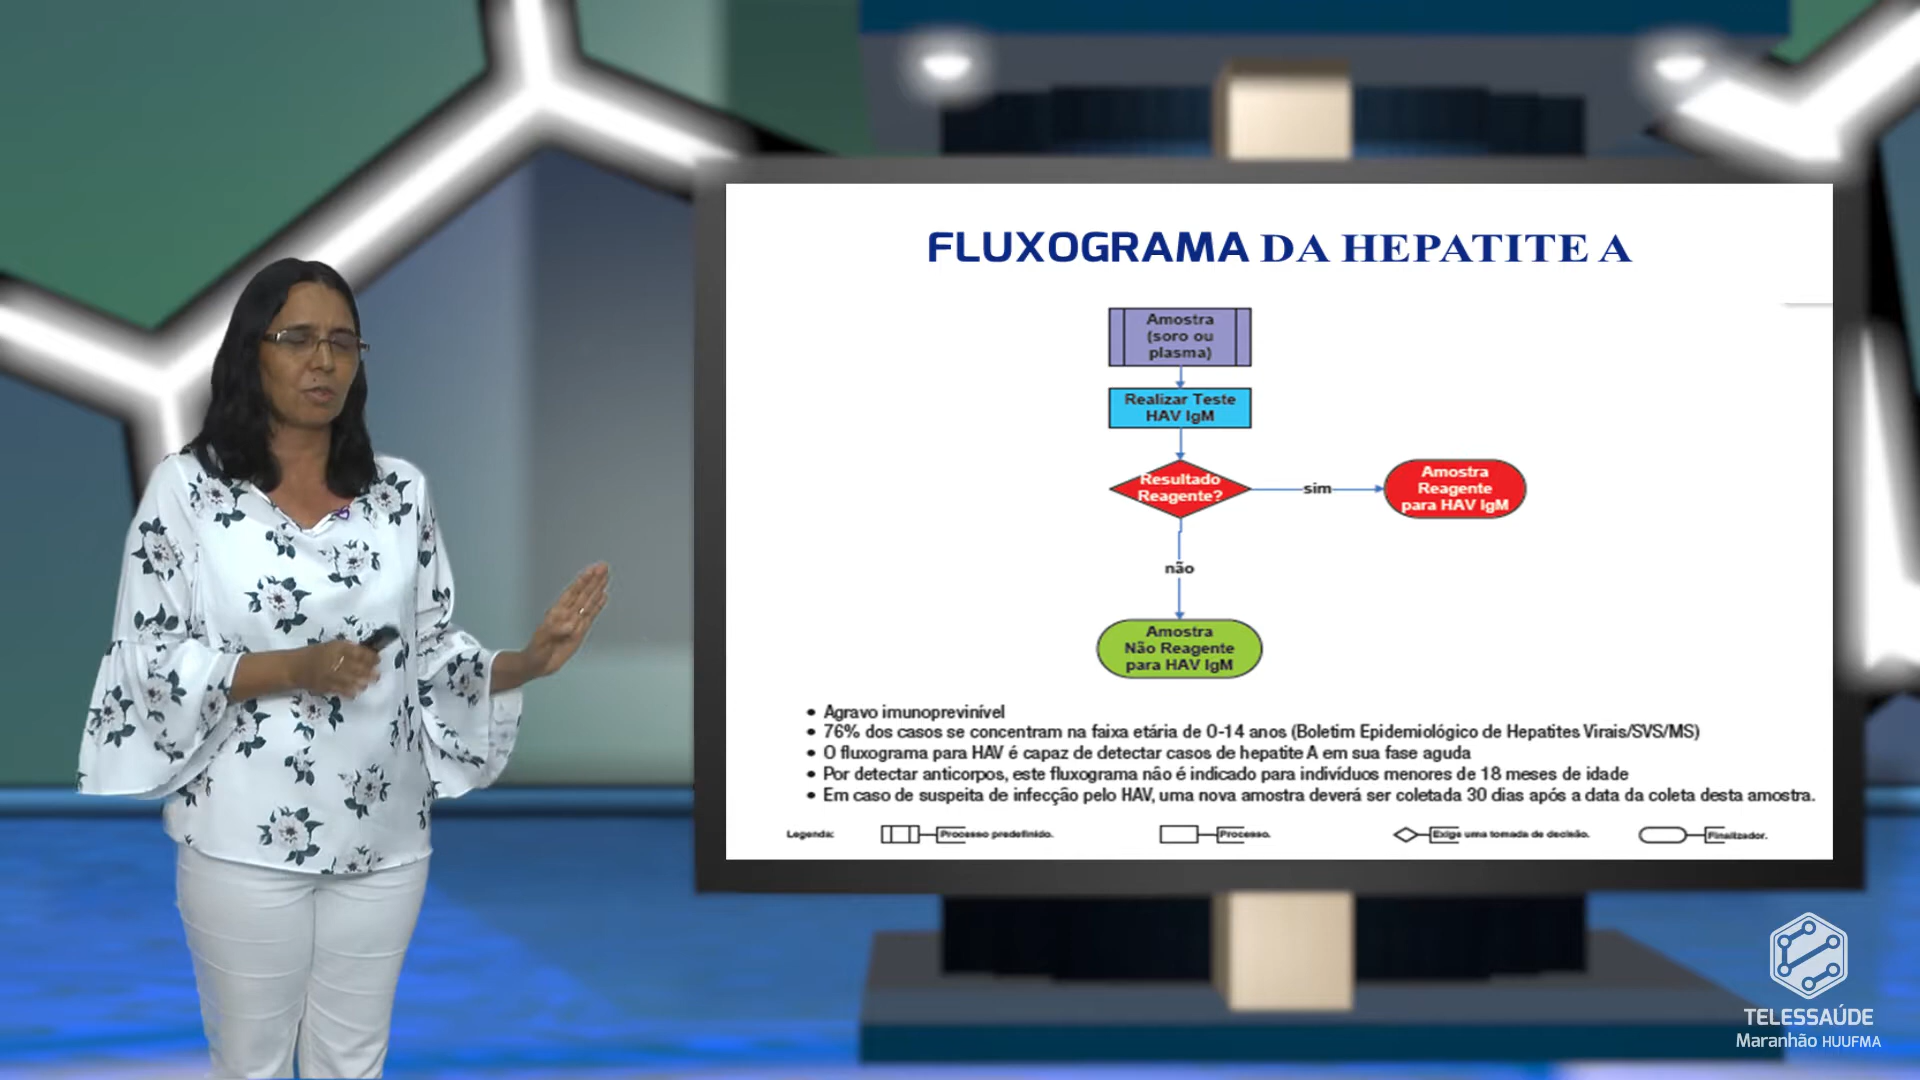 FLUXOGRAMA DA HEPATITE A
Amostra
(soro ou
plasma)
Realizar Teste
HAV IgM
Resultado
Reagente?
sim
Amostra
Reagente
para HAV IgM
não
Amostra
Não Reagente
para HAV IgM
• Agravo imunoprevinível
• 76% dos casos se concentram na faixa etária de 0-14 anos (Boletim Epidemiológico de Hepatites Virais/SVS/MS)
• O fluxograma para HAV é capaz de detectar casos de hepatite A em sua fase aguda
• Por detectar anticorpos, este fluxograma não é indicado para indivíduos menores de 18 meses de idade
• Em caso de suspeita de infecção pelo HAV, uma nova amostra deverá ser coletada 30 dias após a data da coleta desta amostra.
Legenda: Processo predefinido. Processo. Exige uma tomada de decisão. Finalizador.
TELESSAÚDE
Maranhão HUUFMA